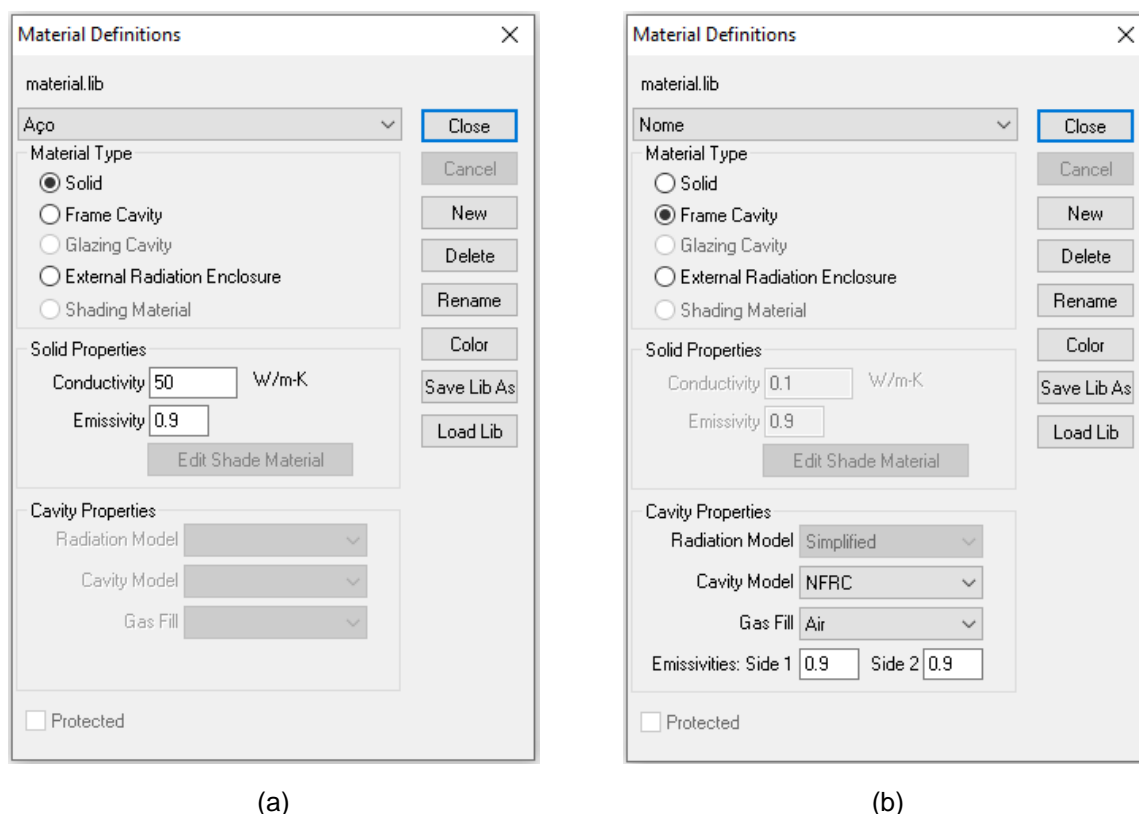 Material Definitions
material.lib
Aço
Close
Material Type
Cancel
Solid
Frame Cavity
New
Glazing Cavity
Delete
External Radiation Enclosure
Rename
Shading Material
Color
Solid Properties
Conductivity 50 W/m-K
Save Lib As
Emissivity 0.9
Load Lib
Edit Shade Material
Cavity Properties
Radiation Model
Cavity Model
Gas Fill
Protected
(a)
Material Definitions
material.lib
Nome
Close
Material Type
Cancel
Solid
Frame Cavity
New
Glazing Cavity
Delete
External Radiation Enclosure
Rename
Shading Material
Color
Solid Properties
Conductivity 0.1 W/m-K
Save Lib As
Emissivity 0.9
Load Lib
Edit Shade Material
Cavity Properties
Radiation Model Simplified
Cavity Model NFRC
Gas Fill Air
Emissivities: Side 1 0.9 Side 2 0.9
Protected
(b)